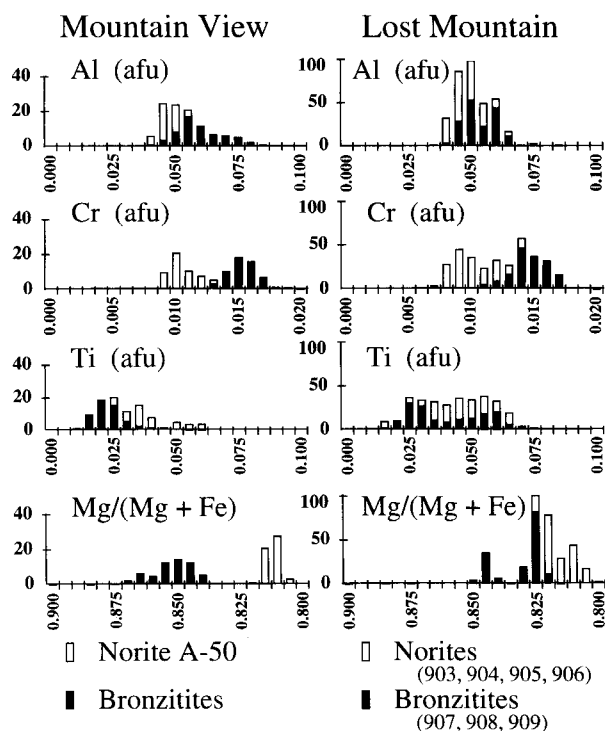 Mountain View Lost Mountain
Al (afu) Al (afu)
40 20 0 100 50 0
0.000 0.025 0.050 0.075 0.100 0.000 0.025 0.050 0.075 0.100
Cr (afu) Cr (afu)
40 20 0 100 50 0
0.000 0.005 0.010 0.015 0.020 0.000 0.005 0.010 0.015 0.020
Ti (afu) Ti (afu)
40 20 0 100 50 0
0.000 0.025 0.050 0.075 0.100 0.000 0.025 0.050 0.075 0.100
Mg/(Mg + Fe) Mg/(Mg + Fe)
40 20 0 100 50 0
0.900 0.875 0.850 0.825 0.800 0.900 0.875 0.850 0.825 0.800
Norite A-50 Norites
(903, 904, 905, 906)
Bronzitites Bronzitites
(907, 908, 909)